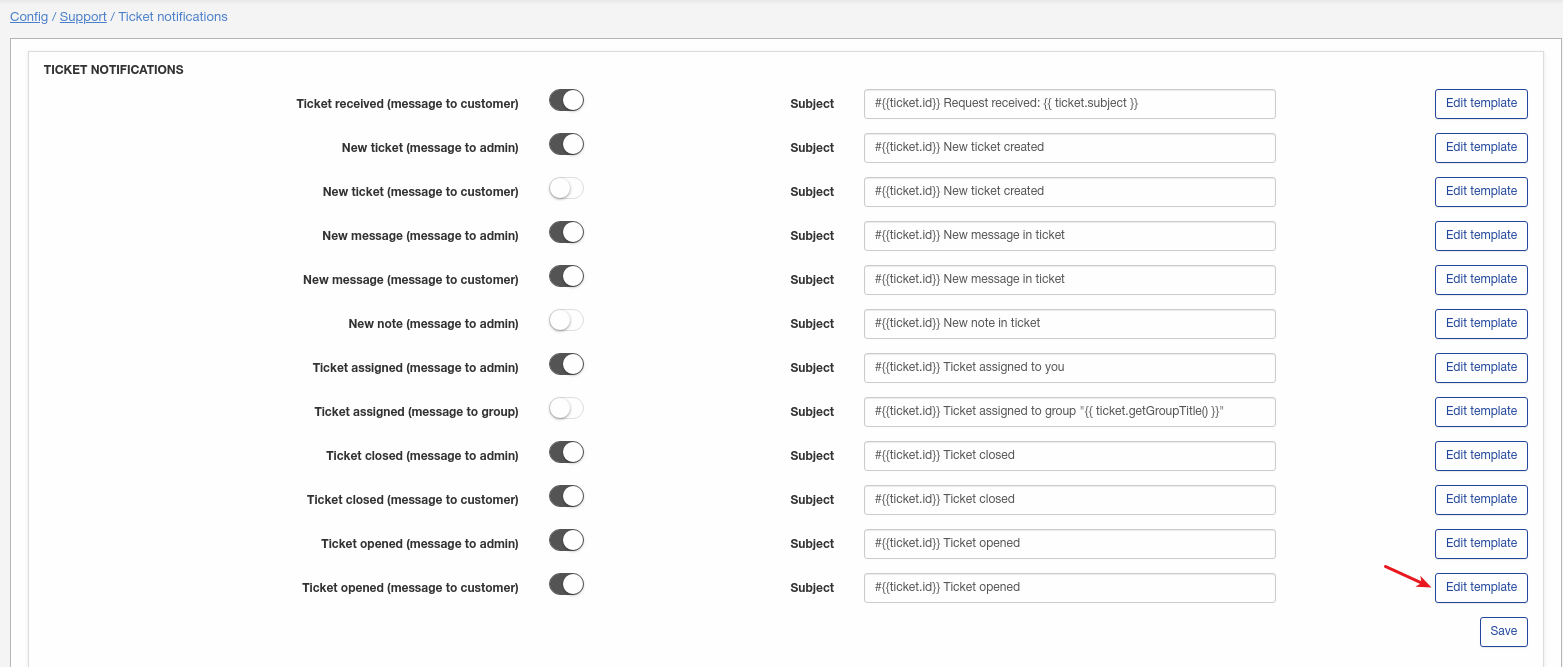 Config / Support / Ticket notifications
TICKET NOTIFICATIONS
Ticket received (message to customer) Subject #{{ticket.id}} Request received: {{ ticket.subject }} Edit template
New ticket (message to admin) Subject #{{ticket.id}} New ticket created Edit template
New ticket (message to customer) Subject #{{ticket.id}} New ticket created Edit template
New message (message to admin) Subject #{{ticket.id}} New message in ticket Edit template
New message (message to customer) Subject #{{ticket.id}} New message in ticket Edit template
New note (message to admin) Subject #{{ticket.id}} New note in ticket Edit template
Ticket assigned (message to admin) Subject #{{ticket.id}} Ticket assigned to you Edit template
Ticket assigned (message to group) Subject #{{ticket.id}} Ticket assigned to group "{{ ticket.getGroupTitle() }}" Edit template
Ticket closed (message to admin) Subject #{{ticket.id}} Ticket closed Edit template
Ticket closed (message to customer) Subject #{{ticket.id}} Ticket closed Edit template
Ticket opened (message to admin) Subject #{{ticket.id}} Ticket opened Edit template
Ticket opened (message to customer) Subject #{{ticket.id}} Ticket opened Edit template
Save